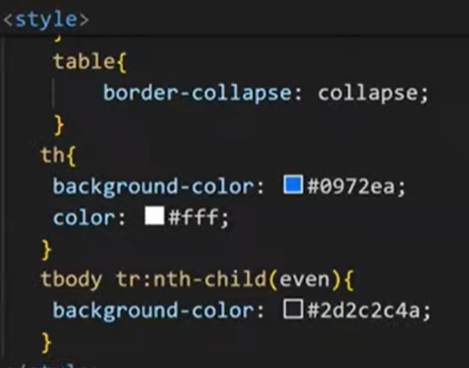 <style>
}
table{
border-collapse: collapse;
}
th{
background-color: #0972ea;
color: #fff;
}
tbody tr:nth-child(even){
background-color: #2d2c2c4a;
}
</style>